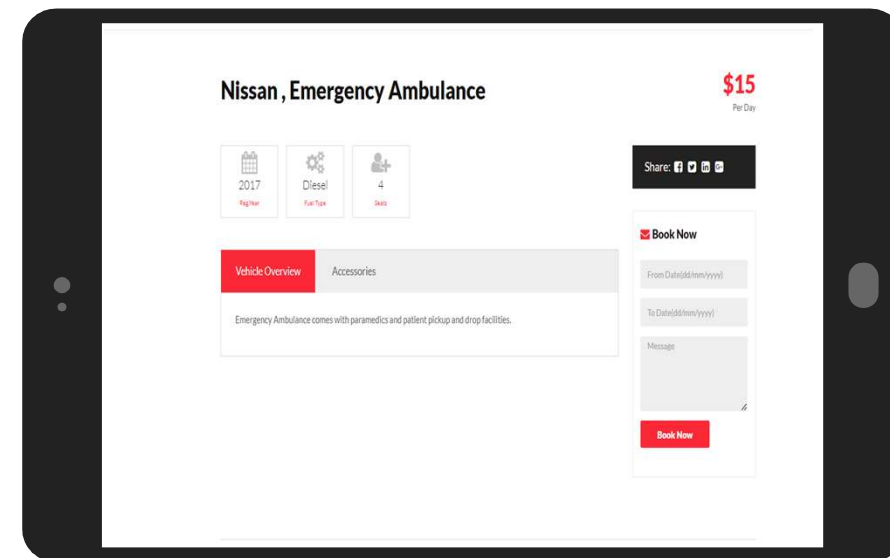 Nissan , Emergency Ambulance
$15
Per Day
2017
Reg.Year
Diesel
Fuel Type
4
Seats
Share:
Book Now
Vehicle Overview
Accessories
Emergency Ambulance comes with paramedics and patient pickup and drop facilities.
From Date(dd/mm/yyyy)
To Date(dd/mm/yyyy)
Message
Book Now